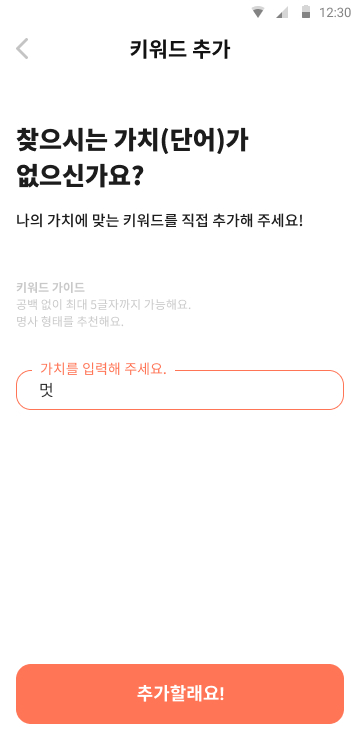 12:30
키워드 추가
찾으시는 가치(단어)가
없으신가요?
나의 가치에 맞는 키워드를 직접 추가해 주세요!
키워드 가이드
공백 없이 최대 5글자까지 가능해요.
명사 형태를 추천해요.
가치를 입력해 주세요.
멋
추가할래요!